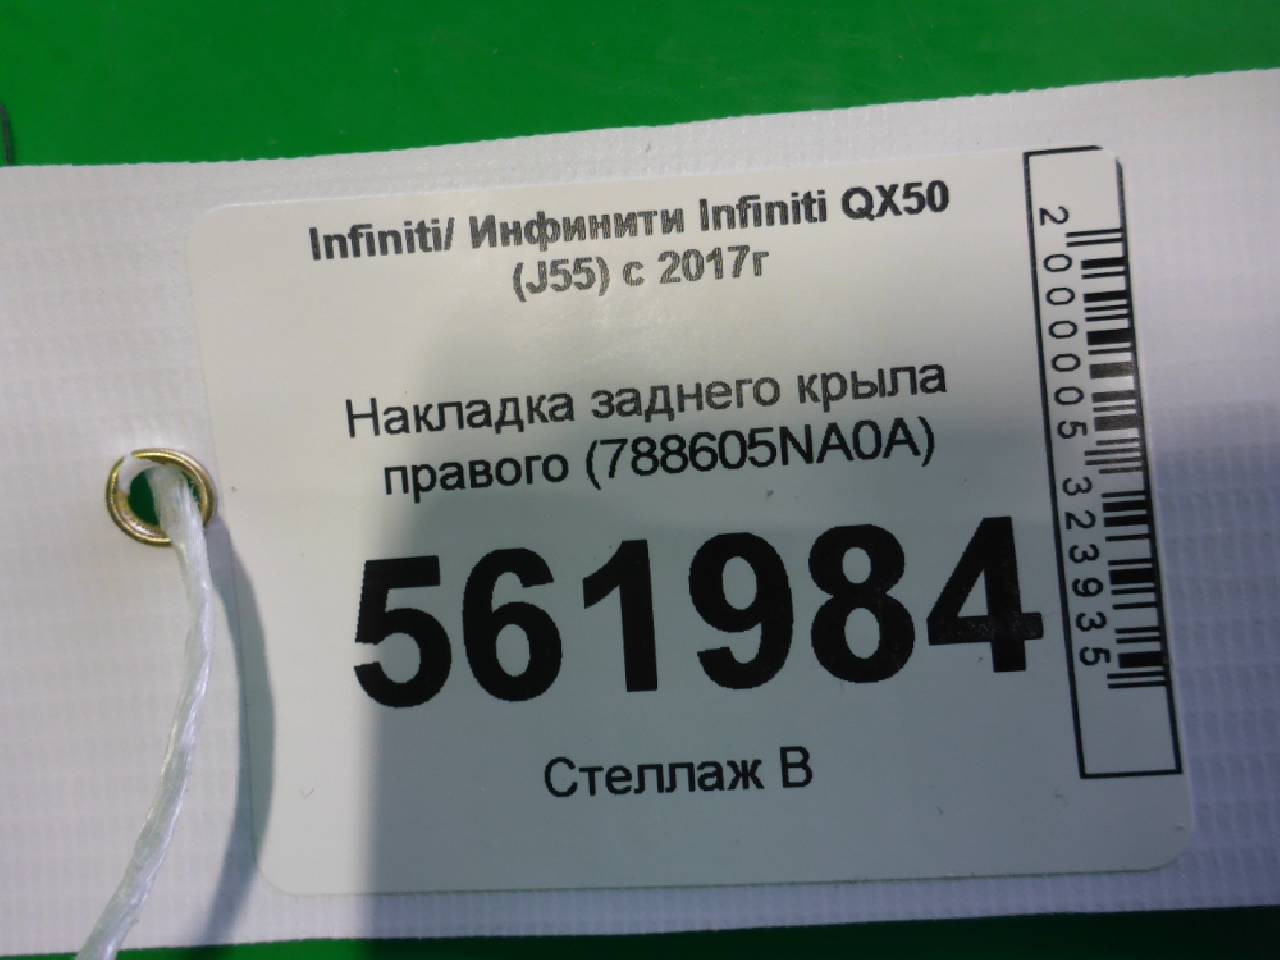 Infiniti/ Инфинити Infiniti QX50
(J55) с 2017г
Накладка заднего крыла
правого (788605NA0A)
561984
Стеллаж В
2000005323935